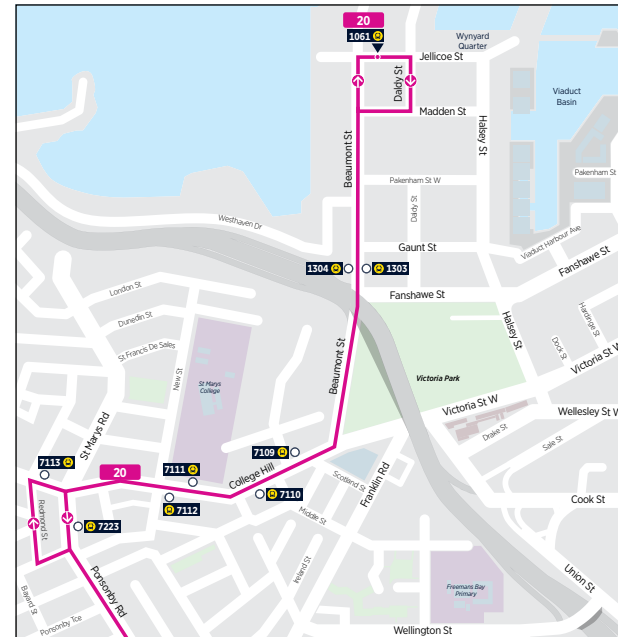 20
1061
Wynyard
Quarter
Jellicoe St
Daldy St
Viaduct
Basin
Madden St
Halsey St
Beaumont St
Pakenham St
Pakenham St W
Daldy St
Westhaven Dr
Viaduct Harbour Ave
Gaunt St
Fanshawe St
1304
1303
London St
Fanshawe St
Hardinge St
Dunedin St
Halsey St
Dock St
St Francis De Sales
Victoria St W
New St
Beaumont St
Victoria Park
St Marys
College
Victoria St W
Wellesley St W
St Marys Rd
Drake St
Sale St
7109
7113
20
7111
College Hill
Scotland St
Franklin Rd
7110
Cook St
7112
Redmond St
Middle St
7223
Ireland St
Union St
Ponsonby Rd
Freemans Bay
Primary
Bayard St
Ponsonby Tce
Wellington St